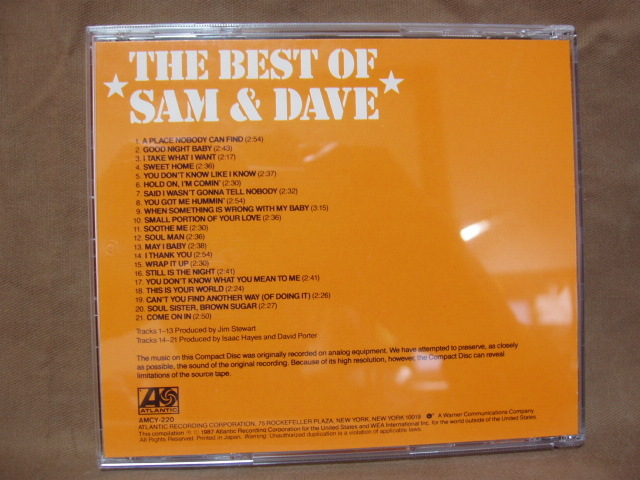 THE BEST OF
SAM & DAVE
1. A PLACE NOBODY CAN FIND (2:54)
2. GOOD NIGHT BABY (2:43)
3. I TAKE WHAT I WANT (2:17)
4. SWEET HOME (2:36)
5. YOU DON'T KNOW LIKE I KNOW (2:37)
6. HOLD ON, I'M COMIN' (2:30)
7. SAID I WASN'T GONNA TELL NOBODY (2:32)
8. YOU GOT ME HUMMIN' (2:54)
9. WHEN SOMETHING IS WRONG WITH MY BABY (3:15)
10. SMALL PORTION OF YOUR LOVE (2:36)
11. SOOTHE ME (2:30)
12. SOUL MAN (2:36)
13. MAY I BABY (2:38)
14. I THANK YOU (2:54)
15. WRAP IT UP (2:30)
16. STILL IS THE NIGHT (2:41)
17. YOU DON'T KNOW WHAT YOU MEAN TO ME (2:41)
18. THIS IS YOUR WORLD (2:24)
19. CAN'T YOU FIND ANOTHER WAY (OF DOING IT) (2:26)
20. SOUL SISTER, BROWN SUGAR (2:27)
21. COME ON IN (2:50)
Tracks 1–13 Produced by Jim Stewart
Tracks 14–21 Produced by Isaac Hayes and David Porter
The music on this Compact Disc was originally recorded on analog equipment. We have attempted to preserve, as closely
as possible, the sound of the original recording. Because of its high resolution, however, the Compact Disc can reveal
limitations of the source tape.
ATLANTIC
AMCY-220
ATLANTIC RECORDING CORPORATION, 75 ROCKEFELLER PLAZA, NEW YORK, NEW YORK 10019 A Warner Communications Company
This compilation ℗ © 1987 Atlantic Recording Corporation for the United States and WEA International Inc. for the world outside of the United States.
All Rights Reserved. Printed in Japan. Warning: Unauthorized duplication is a violation of applicable laws.